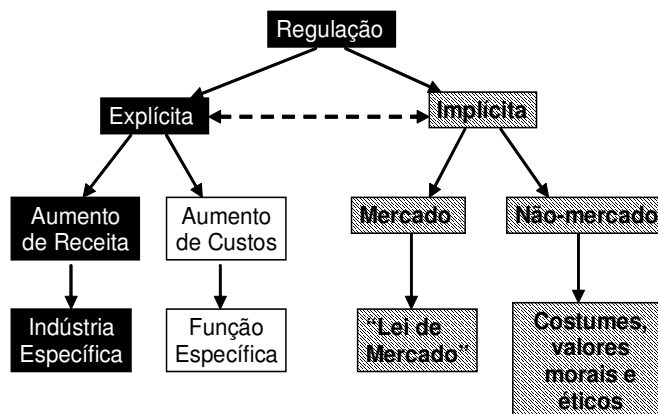 Regulação
Explícita
Implícita
Aumento
de Receita
Aumento
de Custos
Mercado
Não-mercado
Indústria
Específica
Função
Específica
“Lei de
Mercado”
Costumes,
valores
morais e
éticos